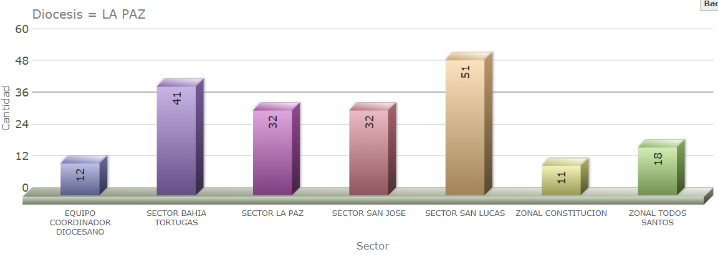 Diocesis = LA PAZ
60
48
36
24
12
0
Cantidad
12
41
32
32
51
11
18
EQUIPO
COORDINADOR
DIOCESANO
SECTOR BAHIA
TORTUGAS
SECTOR LA PAZ
SECTOR SAN JOSE
SECTOR SAN LUCAS
ZONAL CONSTITUCION
ZONAL TODOS
SANTOS
Sector